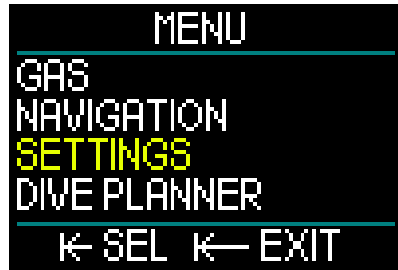 MENU
GAS
NAVIGATION
SETTINGS
DIVE PLANNER
SEL EXIT